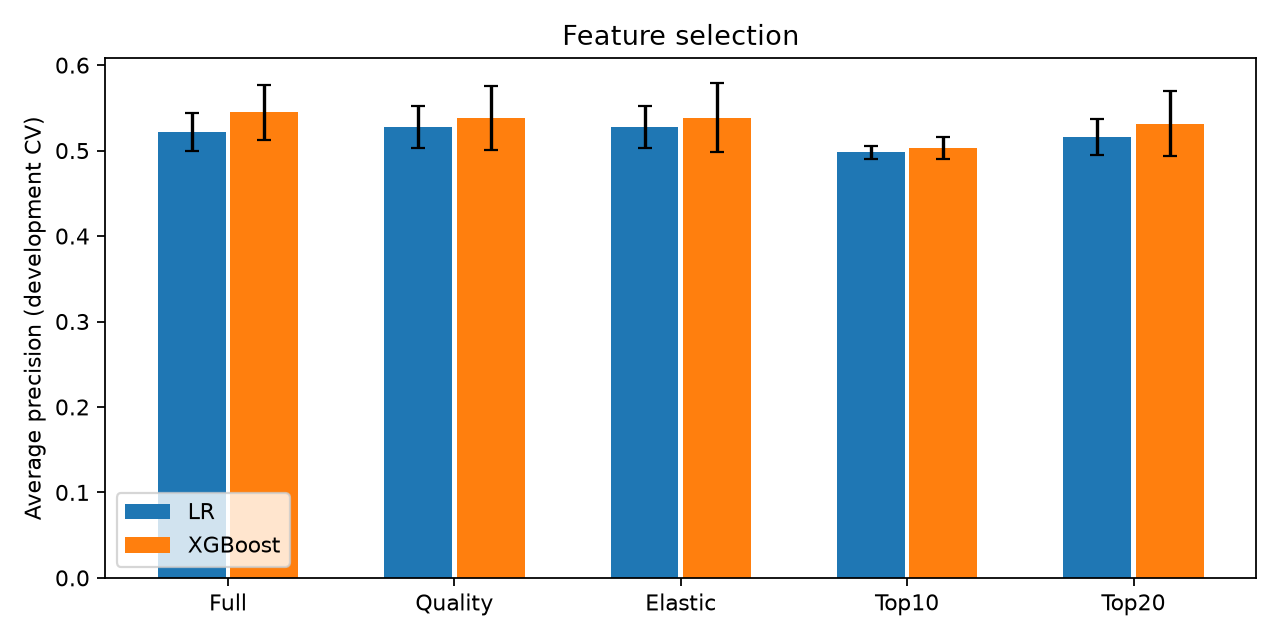 Feature selection
Average precision (development CV)
0.6
0.5
0.4
0.3
0.2
0.1
0.0
LR
XGBoost
Full Quality Elastic Top10 Top20